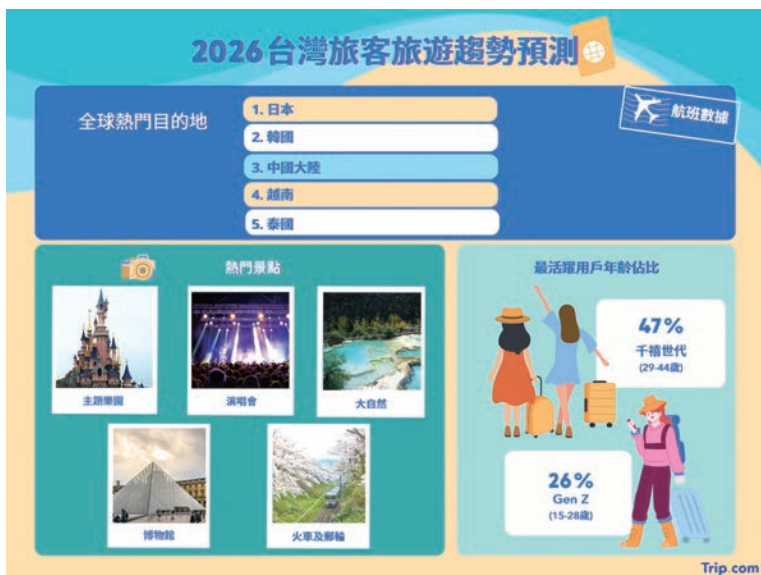 2026台灣旅客旅遊趨勢預測
全球熱門目的地
航班數據
1. 日本
2. 韓國
3. 中國大陸
4. 越南
5. 泰國
熱門景點
主題樂園
演唱會
大自然
博物館
火車及郵輪
最活躍用戶年齡佔比
47%
千禧世代
(29-44歲)
26%
Gen Z
(15-28歲)
Trip.com